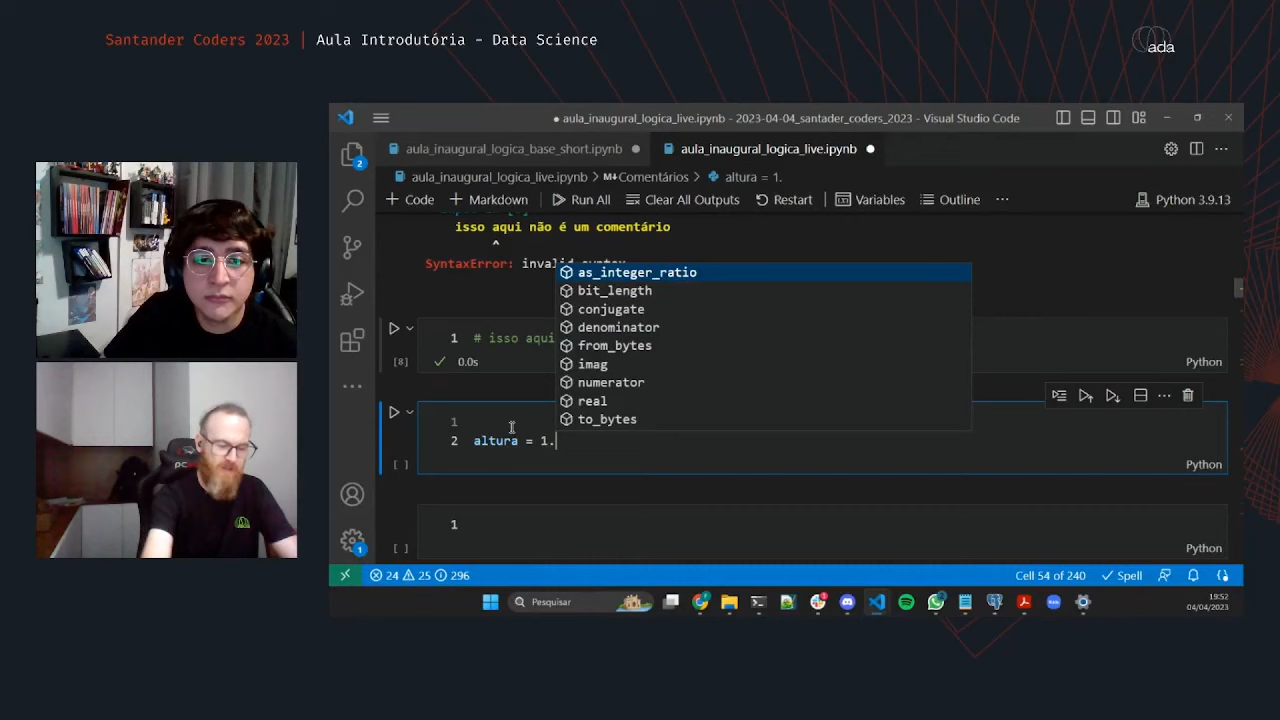 Santander Coders 2023 | Aula Introdutória - Data Science
ada
● aula_inaugural_logica_live.ipynb - 2023-04-04_santader_coders_2023 - Visual Studio Code
aula_inaugural_logica_base_short.ipynb ●
aula_inaugural_logica_live.ipynb ●
aula_inaugural_logica_live.ipynb > M↓Comentários > altura = 1.
+ Code + Markdown Run All Clear All Outputs Restart Variables Outline ... Python 3.9.13
isso aqui não é um comentário
^
SyntaxError: invalid syntax
as_integer_ratio
bit_length
conjugate
denominator
from_bytes
imag
numerator
real
to_bytes
1 # isso aqui
[8] 0.0s Python
1
2 altura = 1.
[ ] Python
1
[ ] Python
2
1
24 25 296
Cell 54 of 240 Spell
Pesquisar
19:52
04/04/2023